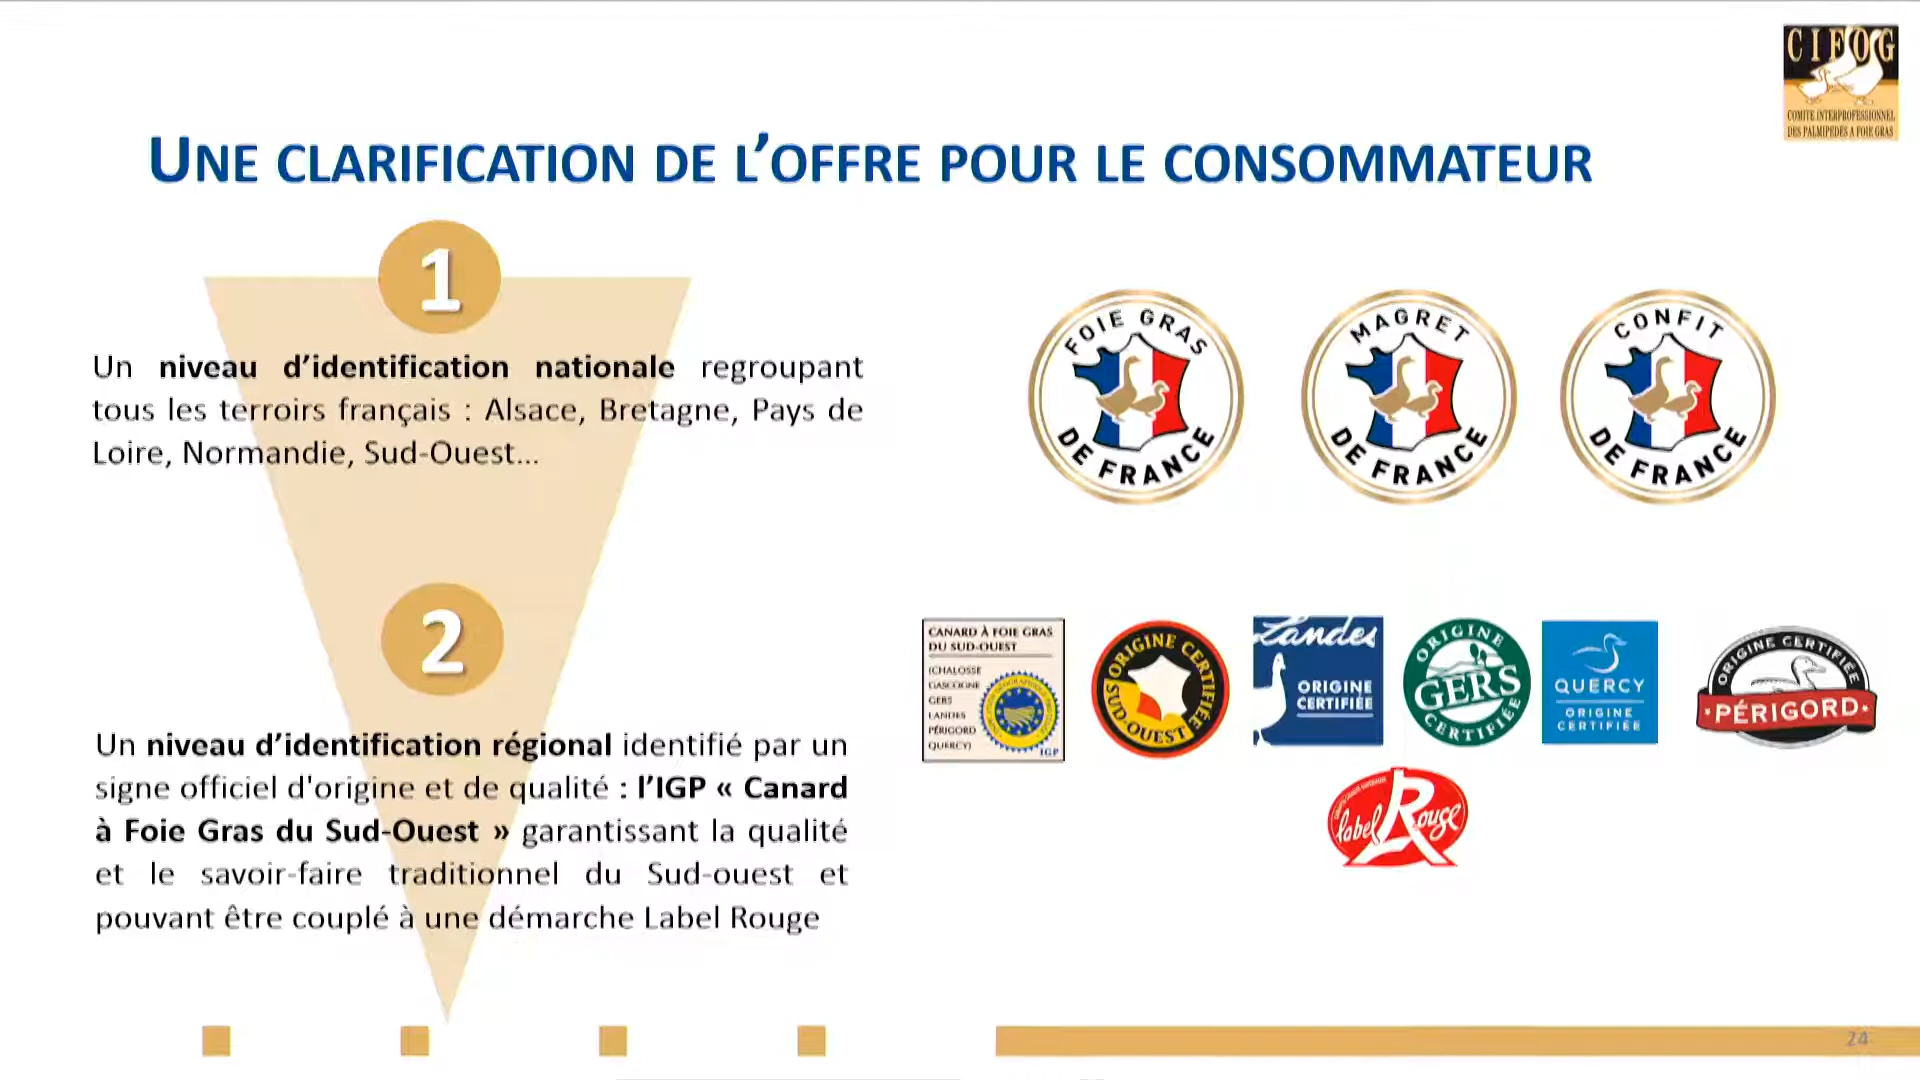 CIFOG
COMITE INTERPROFESSIONNEL
DES PALMIPEDES A FOIE GRAS
UNE CLARIFICATION DE L’OFFRE POUR LE CONSOMMATEUR
1
Un niveau d’identification nationale regroupant
tous les terroirs français : Alsace, Bretagne, Pays de
Loire, Normandie, Sud-Ouest...
FOIE GRAS
DE FRANCE
MAGRET
DE FRANCE
CONFIT
DE FRANCE
2
Un niveau d’identification régional identifié par un
signe officiel d'origine et de qualité : l’IGP « Canard
à Foie Gras du Sud-Ouest » garantissant la qualité
et le savoir-faire traditionnel du Sud-ouest et
pouvant être couplé à une démarche Label Rouge
CANARD À FOIE GRAS
DU SUD-OUEST
(CHALOSSE
GASCOGNE
GERS
LANDES
PÉRIGORD
QUERCY)
IGP
ORIGINE CERTIFIÉE
SUD-OUEST
Landes
ORIGINE
CERTIFIÉE
ORIGINE
GERS
CERTIFIÉE
QUERCY
ORIGINE
CERTIFIÉE
ORIGINE CERTIFIÉE
PÉRIGORD
label Rouge
24